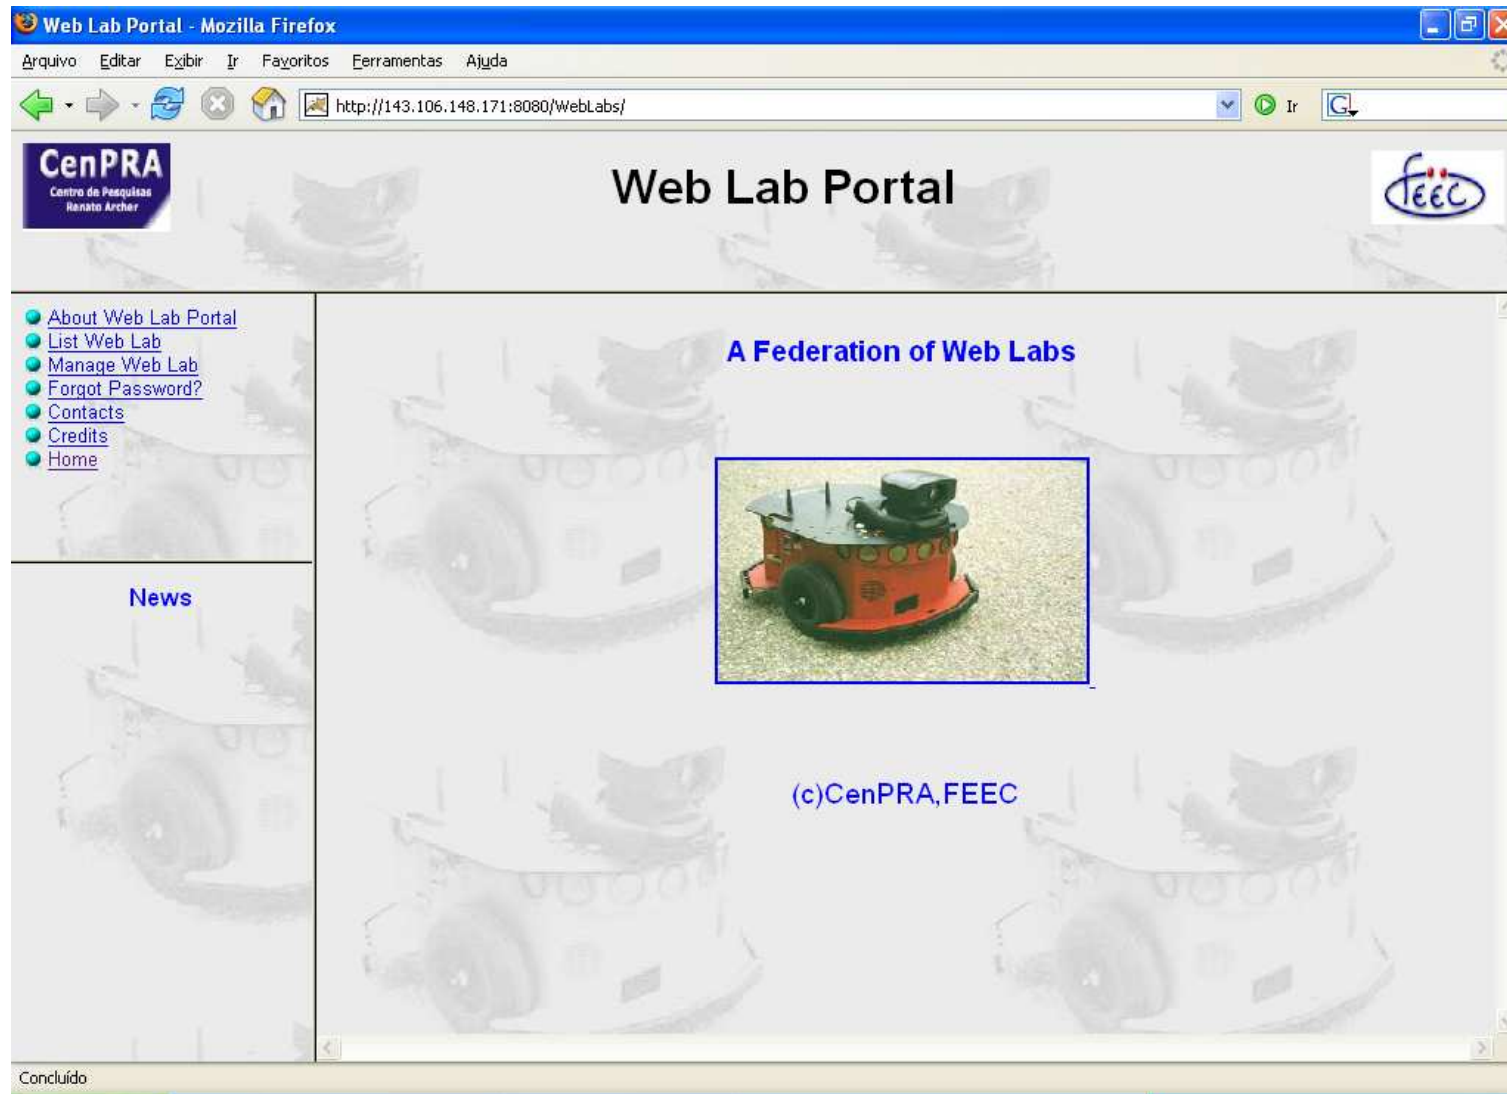 Web Lab Portal - Mozilla Firefox
Arquivo Editar Exibir Ir Favoritos Ferramentas Ajuda
http://143.106.148.171:8080/WebLabs/ Ir G
CenPRA
Centro de Pesquisas
Renato Archer
Web Lab Portal
feec
About Web Lab Portal
List Web Lab
Manage Web Lab
Forgot Password?
Contacts
Credits
Home
News
A Federation of Web Labs
(c)CenPRA,FEEC
Concluído